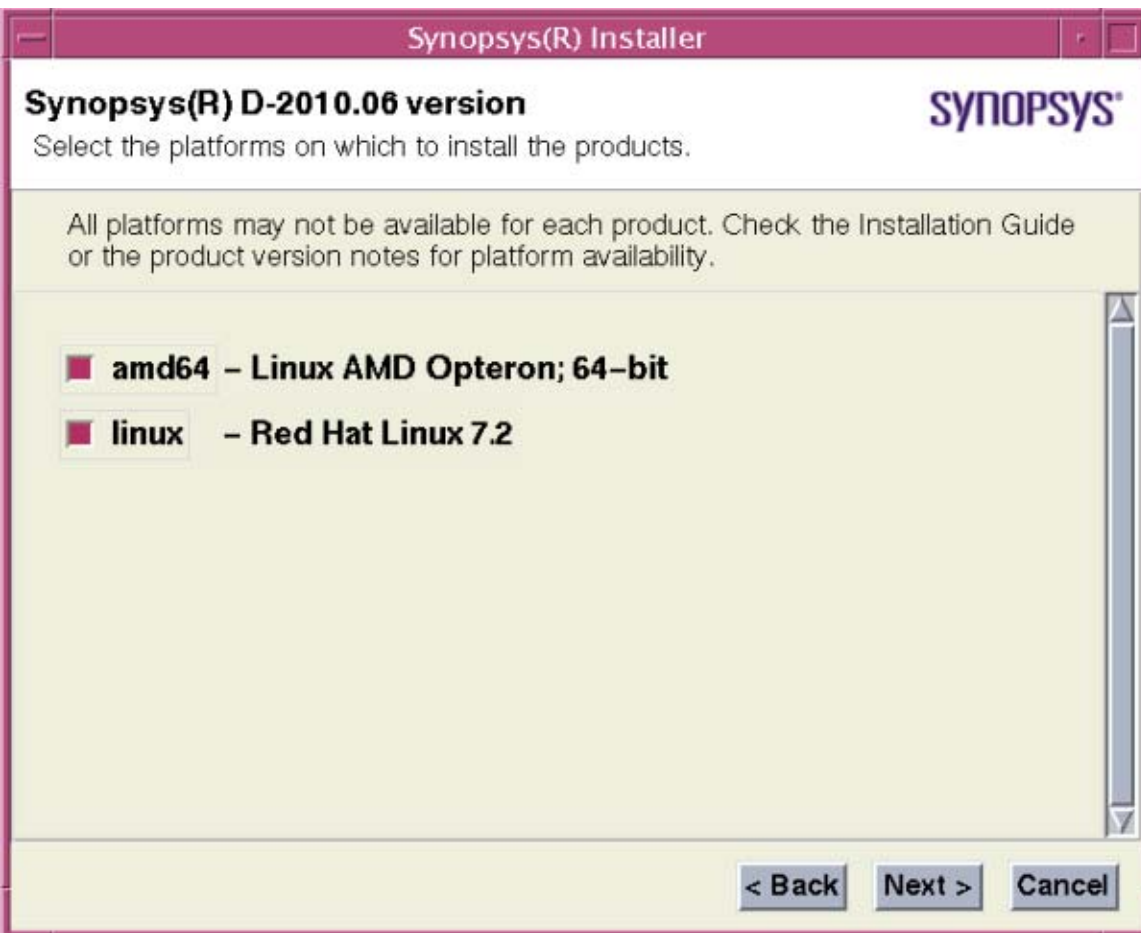 Synopsys(R) Installer
Synopsys(R) D-2010.06 version
SYNOPSYS®
Select the platforms on which to install the products.
All platforms may not be available for each product. Check the Installation Guide
or the product version notes for platform availability.
amd64 – Linux AMD Opteron; 64–bit
linux – Red Hat Linux 7.2
< Back Next > Cancel